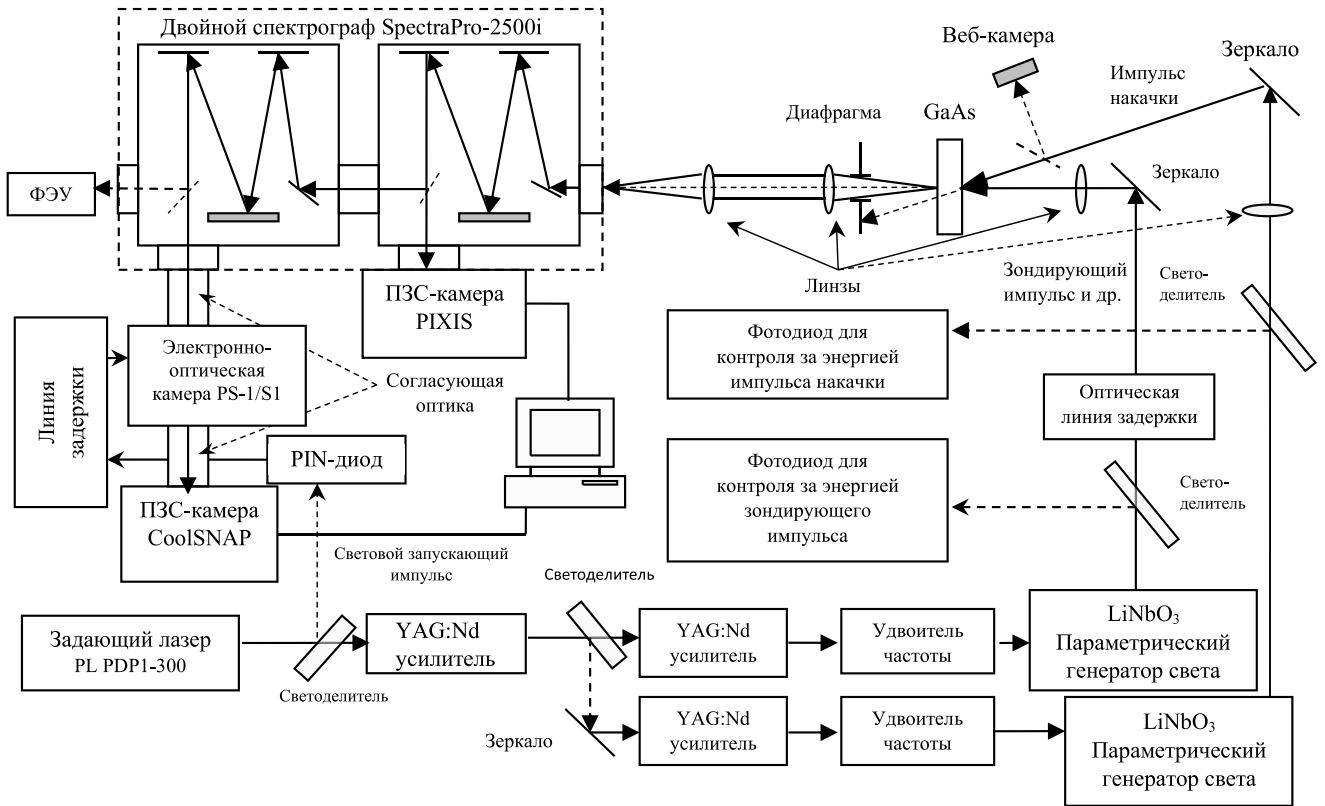 Двойной спектрограф SpectraPro-2500i
Веб-камера
Зеркало
Импульс
накачки
Диафрагма
GaAs
ФЭУ
Зеркало
Линзы
Зондирующий
импульс и др.
Свето-
делитель
ПЗС-камера
PIXIS
Фотодиод для
контроля за энергией
импульса накачки
Линия
задержки
Электронно-
оптическая
камера PS-1/S1
Согласующая
оптика
Оптическая
линия задержки
PIN-диод
Фотодиод для
контроля за энергией
зондирующего
импульса
Свето-
делитель
ПЗС-камера
CoolSNAP
Световой запускающий
импульс
Светоделитель
Задающий лазер
PL PDP1-300
Светоделитель
YAG:Nd
усилитель
YAG:Nd
усилитель
Удвоитель
частоты
LiNbO3
Параметрический
генератор света
Зеркало
YAG:Nd
усилитель
Удвоитель
частоты
LiNbO3
Параметрический
генератор света